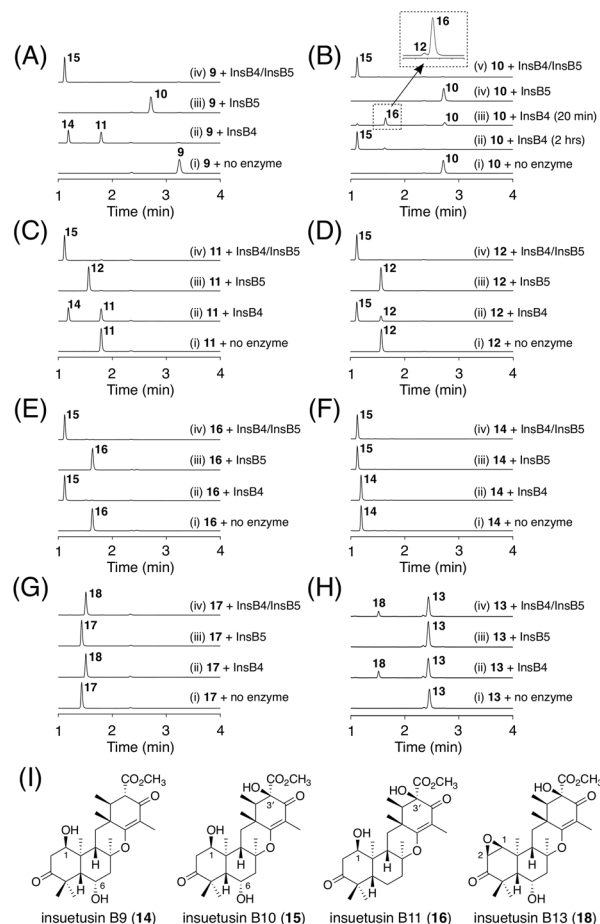 (A)
15
(iv) 9 + InsB4/InsB5
10
(iii) 9 + InsB5
14 11
(ii) 9 + InsB4
9
(i) 9 + no enzyme
1 2 3 4
Time (min)
(B)
12 16
15
(v) 10 + InsB4/InsB5
10
(iv) 10 + InsB5
16 10
(iii) 10 + InsB4 (20 min)
15
(ii) 10 + InsB4 (2 hrs)
10
(i) 10 + no enzyme
1 2 3 4
Time (min)
(C)
15
(iv) 11 + InsB4/InsB5
12
(iii) 11 + InsB5
14 11
(ii) 11 + InsB4
11
(i) 11 + no enzyme
1 2 3 4
Time (min)
(D)
15
(iv) 12 + InsB4/InsB5
12
(iii) 12 + InsB5
15 12
(ii) 12 + InsB4
12
(i) 12 + no enzyme
1 2 3 4
Time (min)
(E)
15
(iv) 16 + InsB4/InsB5
16
(iii) 16 + InsB5
15
(ii) 16 + InsB4
16
(i) 16 + no enzyme
1 2 3 4
Time (min)
(F)
15
(iv) 14 + InsB4/InsB5
15
(iii) 14 + InsB5
14
(ii) 14 + InsB4
14
(i) 14 + no enzyme
1 2 3 4
Time (min)
(G)
18
(iv) 17 + InsB4/InsB5
17
(iii) 17 + InsB5
18
(ii) 17 + InsB4
17
(i) 17 + no enzyme
1 2 3 4
Time (min)
(H)
18 13
(iv) 13 + InsB4/InsB5
13
(iii) 13 + InsB5
18 13
(ii) 13 + InsB4
13
(i) 13 + no enzyme
1 2 3 4
Time (min)
(I)
CO2CH3
O
OH
1
H
O
O
H
6
OH
insuetusin B9 (14)
HO CO2CH3
3'
O
OH
1
H
O
O
H
6
OH
insuetusin B10 (15)
HO CO2CH3
3'
O
OH
1
H
O
O
H
insuetusin B11 (16)
HO CO2CH3
3'
O
O
1
2
H
O
O
H
OH
insuetusin B13 (18)